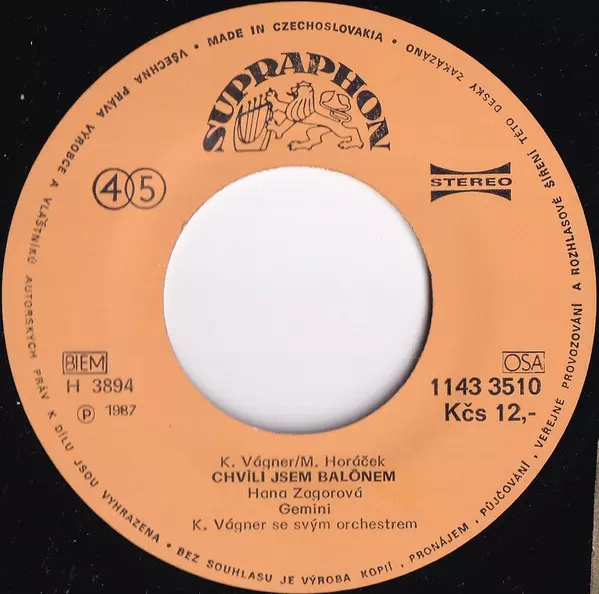 • MADE IN CZECHOSLOVAKIA •
SUPRAPHON
45
STEREO
BIEM
H 3894
℗ 1987
OSA
1143 3510
Kčs 12,-
K. Vágner/M. Horáček
CHVÍLI JSEM BALÓNEM
Hana Zagorová
Gemini
K. Vágner se svým orchestrem
VŠECHNA PRÁVA VÝROBCE A VLASTNÍKŮ AUTORSKÝCH PRÁV K DÍLU JSOU VYHRAZENA • BEZ SOUHLASU JE VÝROBA KOPIÍ, PRONÁJEM, PŮJČOVÁNÍ, VEŘEJNÉ PROVOZOVÁNÍ A ROZHLASOVÉ ŠÍŘENÍ TÉTO DESKY ZAKÁZÁNO